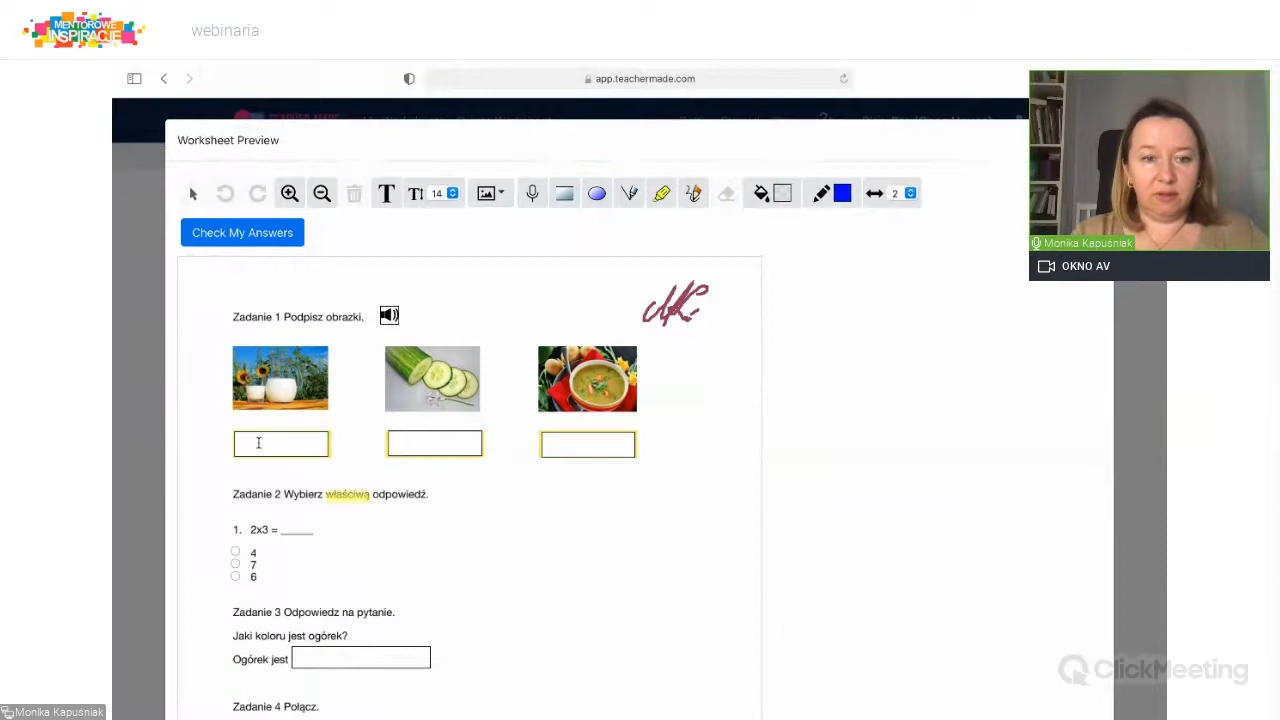 MENTOROWE
INSPIRACJE
webinaria
app.teachermade.com
Worksheet Preview
14
2
Check My Answers
Monika Kapuśniak
OKNO AV
Zadanie 1 Podpisz obrazki.
Zadanie 2 Wybierz właściwą odpowiedź.
1. 2x3 = _____
4
7
6
Zadanie 3 Odpowiedz na pytanie.
Jaki koloru jest ogórek?
Ogórek jest
Zadanie 4 Połącz.
ClickMeeting
Monika Kapuśniak